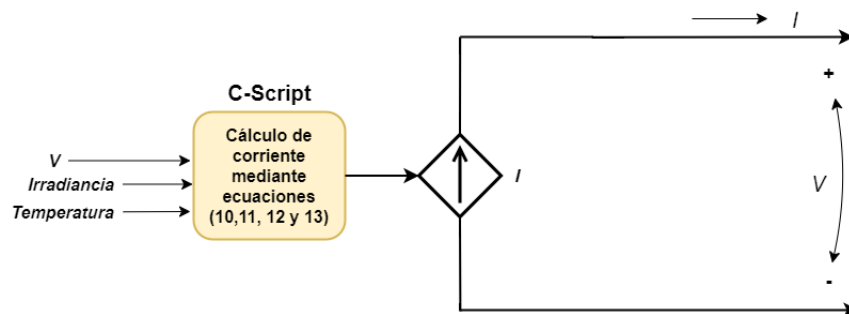 I
C-Script
Cálculo de
corriente
mediante
ecuaciones
(10,11, 12 y 13)
V
Irradiancia
Temperatura
I
+
V
-